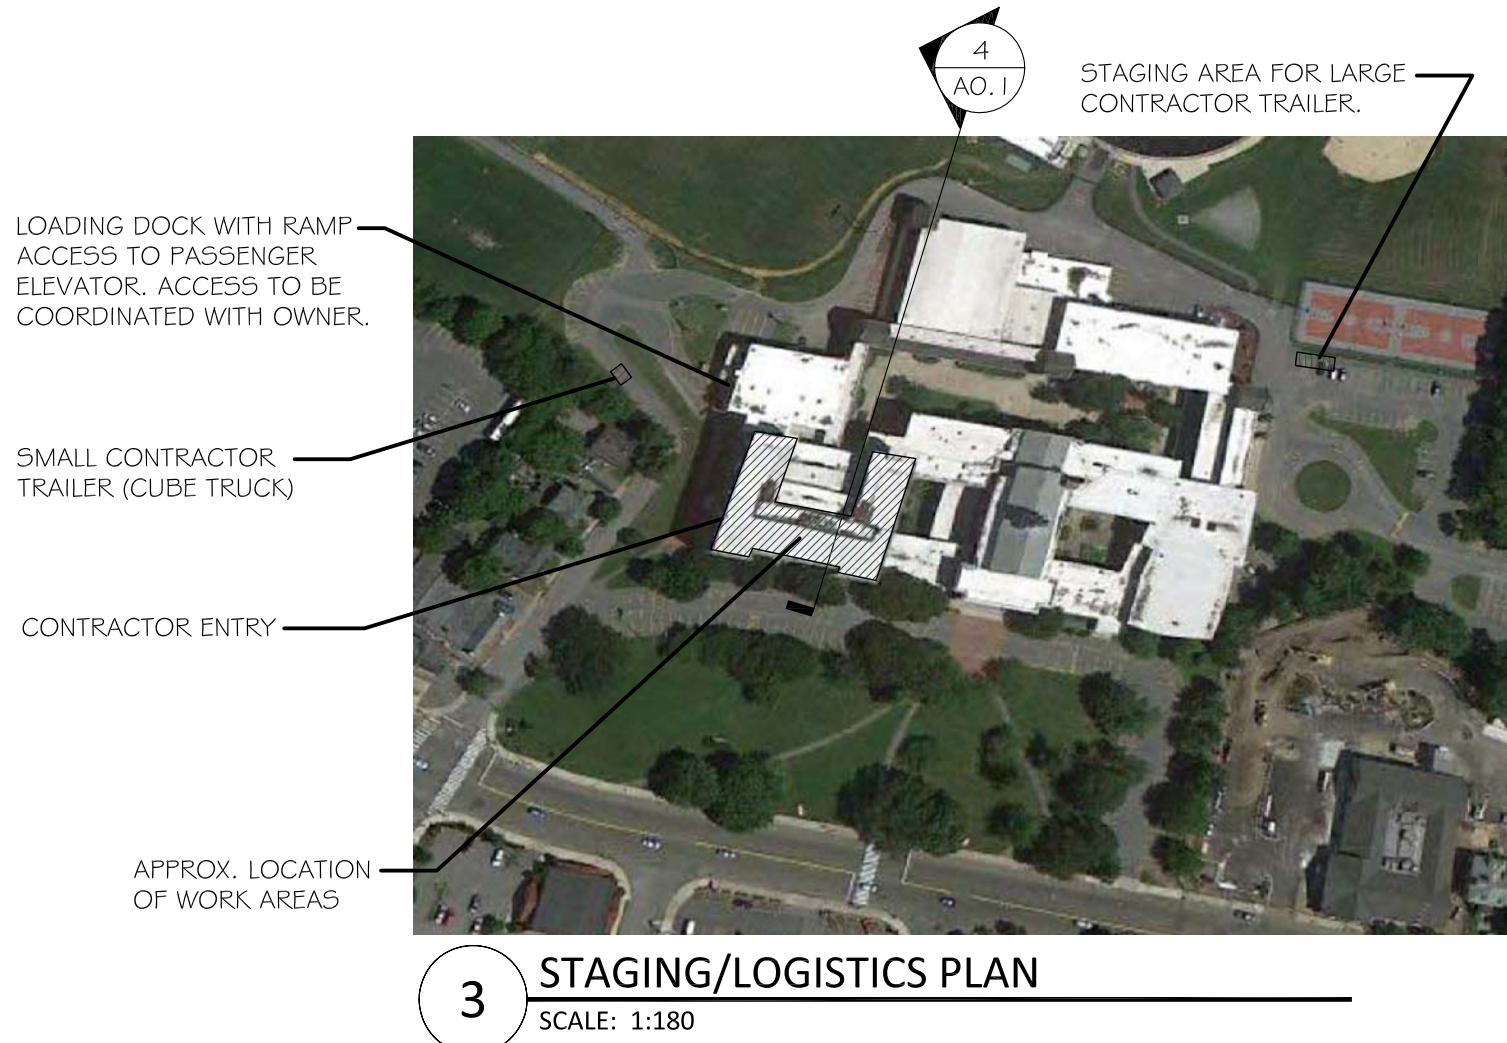 4
A0.1
STAGING AREA FOR LARGE
CONTRACTOR TRAILER.
LOADING DOCK WITH RAMP
ACCESS TO PASSENGER
ELEVATOR. ACCESS TO BE
COORDINATED WITH OWNER.
SMALL CONTRACTOR
TRAILER (CUBE TRUCK)
CONTRACTOR ENTRY
APPROX. LOCATION
OF WORK AREAS
3
STAGING/LOGISTICS PLAN
SCALE: 1:180